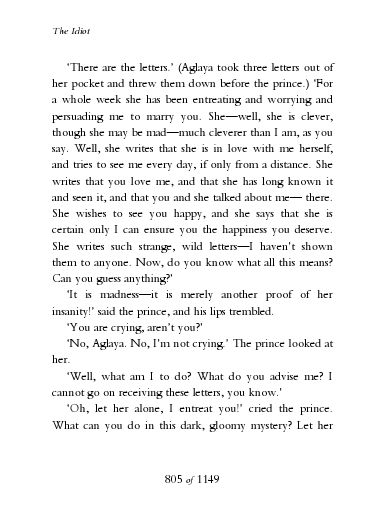 The Idiot
‘There are the letters.’ (Aglaya took three letters out of
her pocket and threw them down before the prince.) ‘For
a whole week she has been entreating and worrying and
persuading me to marry you. She—well, she is clever,
though she may be mad—much cleverer than I am, as you
say. Well, she writes that she is in love with me herself,
and tries to see me every day, if only from a distance. She
writes that you love me, and that she has long known it
and seen it, and that you and she talked about me— there.
She wishes to see you happy, and she says that she is
certain only I can ensure you the happiness you deserve.
She writes such strange, wild letters—I haven’t shown
them to anyone. Now, do you know what all this means?
Can you guess anything?’
‘It is madness—it is merely another proof of her
insanity!’ said the prince, and his lips trembled.
‘You are crying, aren’t you?’
‘No, Aglaya. No, I’m not crying.’ The prince looked at
her.
‘Well, what am I to do? What do you advise me? I
cannot go on receiving these letters, you know.’
‘Oh, let her alone, I entreat you!’ cried the prince.
What can you do in this dark, gloomy mystery? Let her
805 of 1149